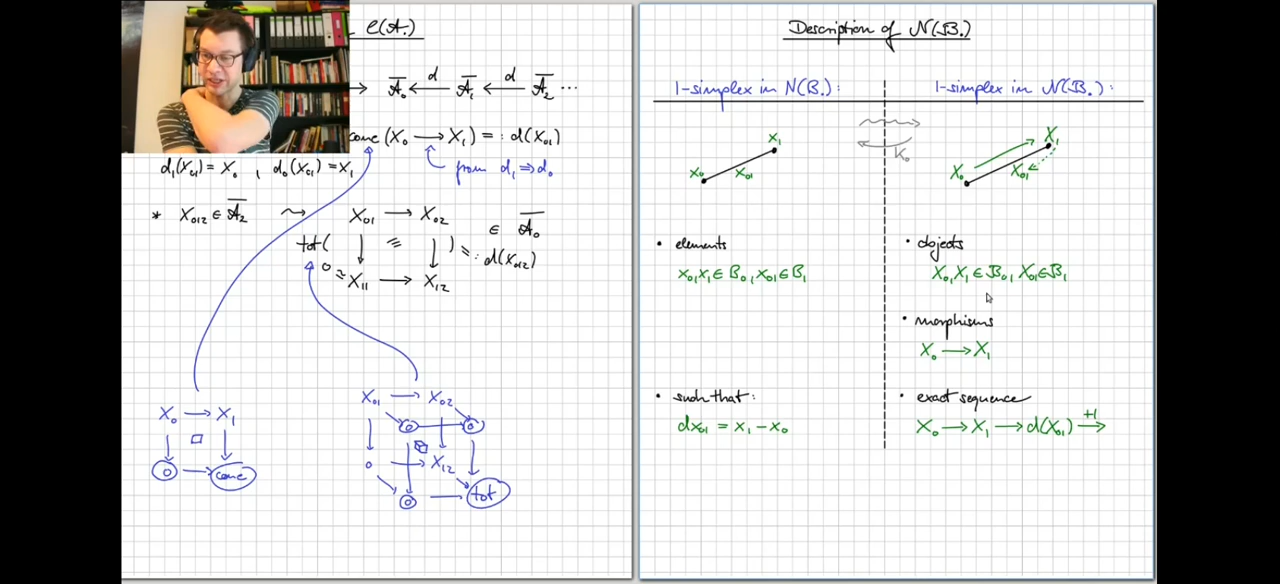 C(𝒜.)
→ 𝒜̅₀ ←d— 𝒜̅₁ ←d— 𝒜̅₂ ...
cone (X₀ → X₁) =: d(X₀₁)
d₁(X₀₁) = X₀ , d₀(X₀₁) = X₁
from d₁ ⇒ d₀
* X₀₁₂ ∈ 𝒜̅₂ ⇝ X₀₁ → X₀₂
tot( ↓ ≅ ↓ ) =: d(X₀₁₂) ∈ 𝒜̅₀
0 ≃ X₁₁ → X₁₂
X₀₁ → X₀₂
0 → 0
X₀ → X₁
↓ □ ↓
0 → X₁₂
0 → cone
0 → tot
Description of 𝒩(ℬ.)
1-simplex in N(B.) :
x₁
x₀
x₀₁
• elements
x₀, x₁ ∈ B₀, x₀₁ ∈ B₁
• such that:
dx₀₁ = x₁ − x₀
K₀
1-simplex in 𝒩(ℬ.) :
X₁
X₀
X₀₁
• objects
X₀, X₁ ∈ ℬ₀, X₀₁ ∈ ℬ₁
• morphisms
X₀ → X₁
• exact sequence
X₀ → X₁ → d(X₀₁) —+1→